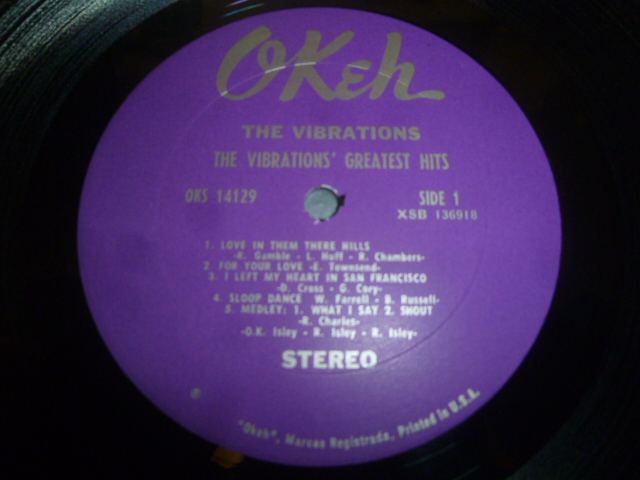 OKeh
THE VIBRATIONS
THE VIBRATIONS' GREATEST HITS
OKS 14129
SIDE 1
XSB 136918
1. LOVE IN THEM THERE HILLS
-K. Gamble - L. Huff - R. Chambers-
2. FOR YOUR LOVE -E. Townsend-
3. I LEFT MY HEART IN SAN FRANCISCO
-D. Cross - G. Cory-
4. SLOOP DANCE W. Farrell - B. Russell-
5. MEDLEY: 1. WHAT I SAY 2. SHOUT
-R. Charles-
-O.K. Isley - R. Isley - R. Isley-
STEREO
"Okeh", Marcas Registrada, Printed in U.S.A.